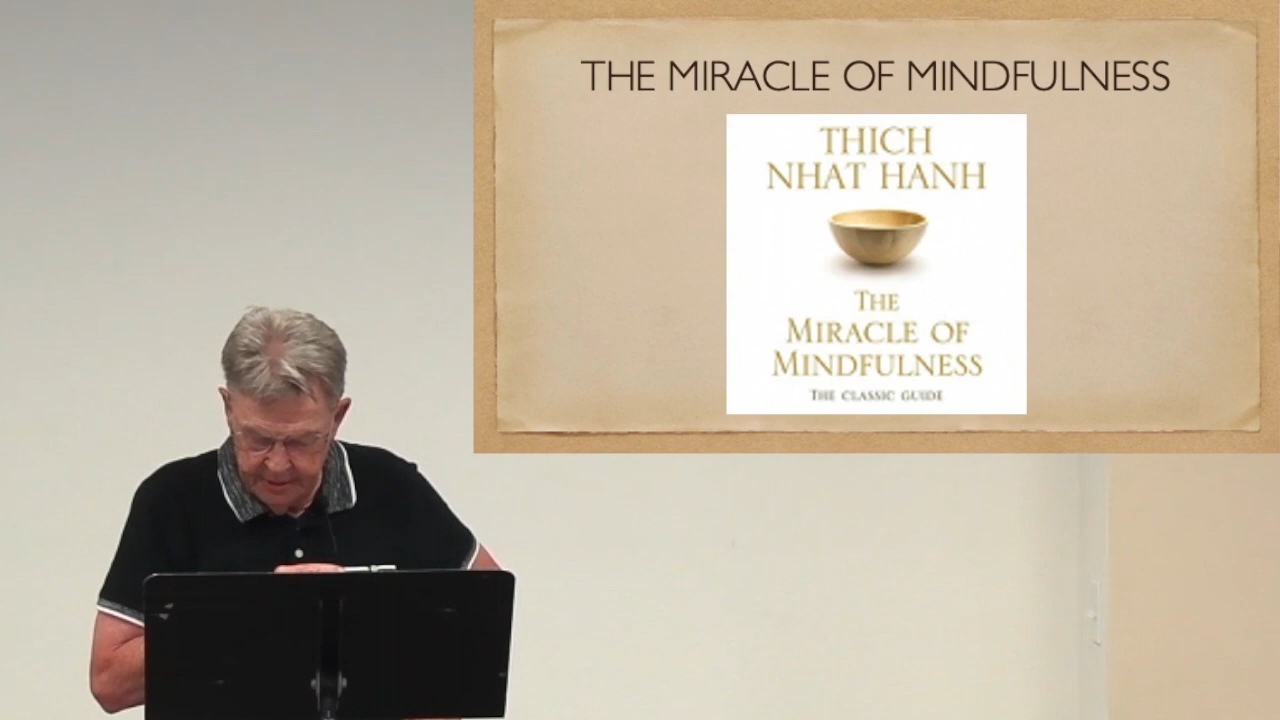 THE MIRACLE OF MINDFULNESS
THICH
NHAT HANH
THE
MIRACLE OF
MINDFULNESS
THE CLASSIC GUIDE